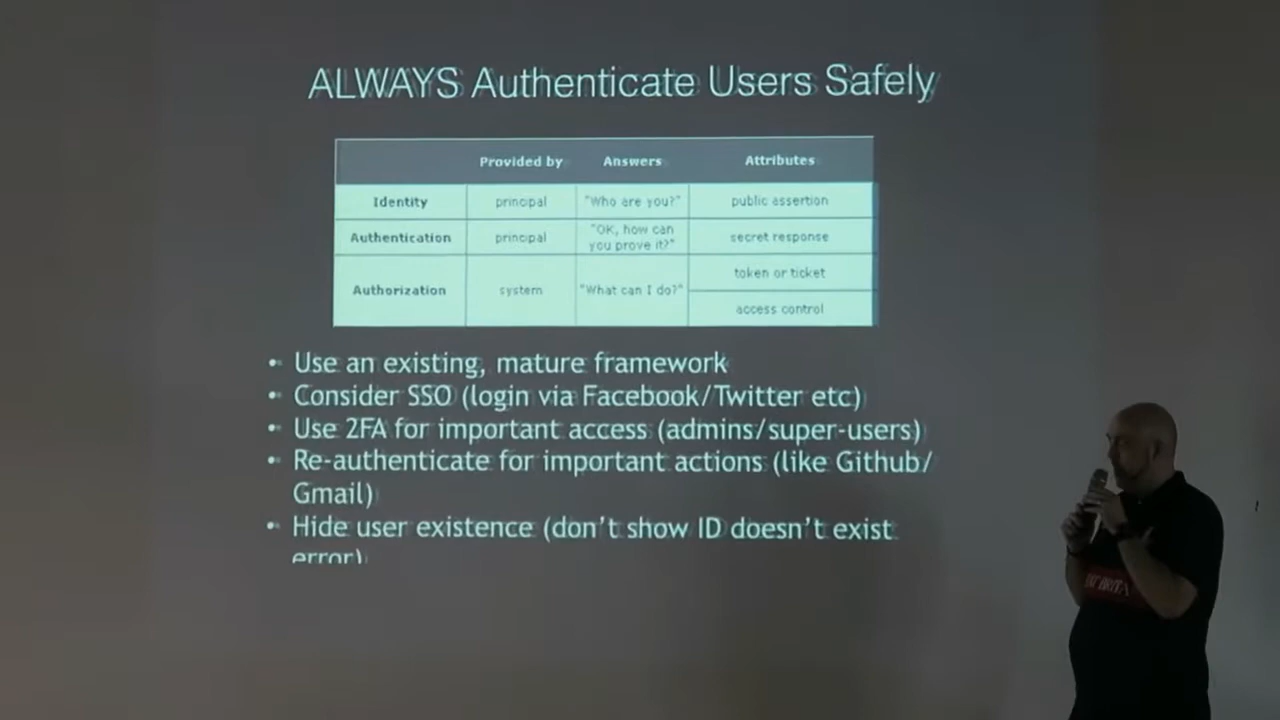 ALWAYS Authenticate Users Safely
Provided by Answers Attributes
Identity principal "Who are you?" public assertion
Authentication principal "OK, how can you prove it?" secret response
Authorization system "What can I do?" token or ticket
access control
• Use an existing, mature framework
• Consider SSO (login via Facebook/Twitter etc)
• Use 2FA for important access (admins/super-users)
• Re-authenticate for important actions (like Github/
Gmail)
• Hide user existence (don't show ID doesn't exist
error)